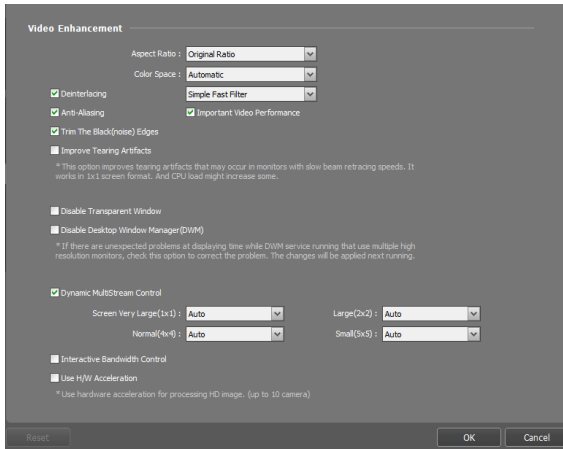 Video Enhancement
Aspect Ratio : Original Ratio
Color Space : Automatic
Deinterlacing Simple Fast Filter
Anti-Aliasing Important Video Performance
Trim The Black(noise) Edges
Improve Tearing Artifacts
* This option improves tearing artifacts that may occur in monitors with slow beam retracing speeds. It
works in 1x1 screen format. And CPU load might increase some.
Disable Transparent Window
Disable Desktop Window Manager(DWM)
* If there are unexpected problems at displaying time while DWM service running that use multiple high
resolution monitors, check this option to correct the problem. The changes will be applied next running.
Dynamic MultiStream Control
Screen Very Large(1x1) : Auto Large(2x2) : Auto
Normal(4x4) : Auto Small(5x5) : Auto
Interactive Bandwidth Control
Use H/W Acceleration
* Use hardware acceleration for processing HD image. (up to 10 camera)
Reset OK Cancel